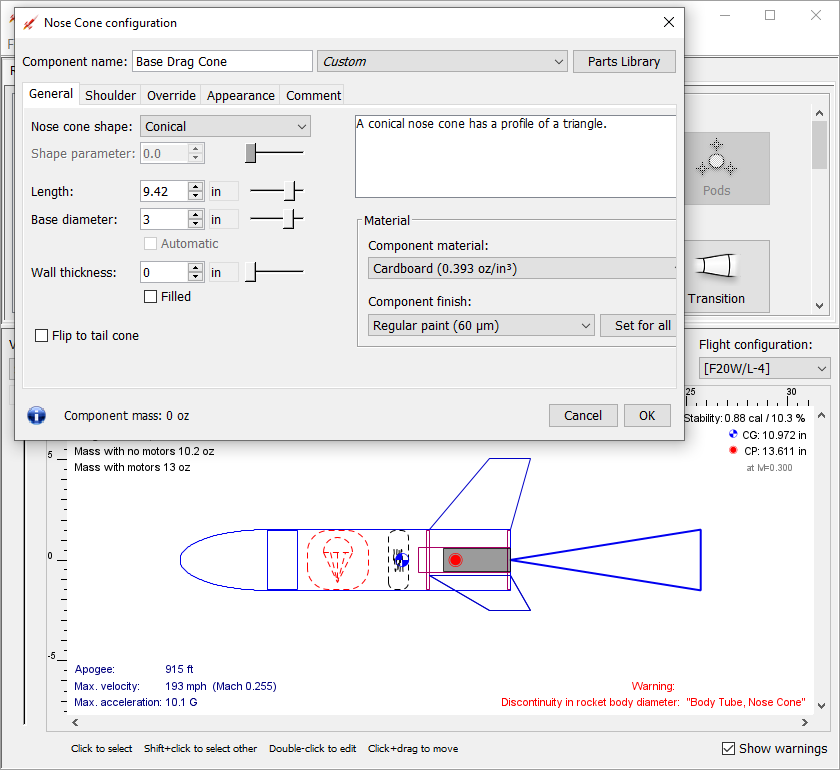 Nose Cone configuration
Component name: Base Drag Cone Custom Parts Library
General Shoulder Override Appearance Comment
Nose cone shape: Conical
A conical nose cone has a profile of a triangle.
Shape parameter: 0.0
Length: 9.42 in
Base diameter: 3 in
Automatic
Wall thickness: 0 in
Filled
Flip to tail cone
Material
Component material:
Cardboard (0.393 oz/in³)
Component finish:
Regular paint (60 μm) Set for all
Component mass: 0 oz
Cancel OK
Pods
Transition
Flight configuration:
[F20W/L-4]
25 30
Stability: 0.88 cal / 10.3 %
CG: 10.972 in
CP: 13.611 in
at M=0.300
Mass with no motors 10.2 oz
Mass with motors 13 oz
5
0
-5
Apogee: 915 ft
Max. velocity: 193 mph (Mach 0.255)
Max. acceleration: 10.1 G
Warning:
Discontinuity in rocket body diameter: "Body Tube, Nose Cone"
Click to select Shift+click to select other Double-click to edit Click+drag to move
Show warnings